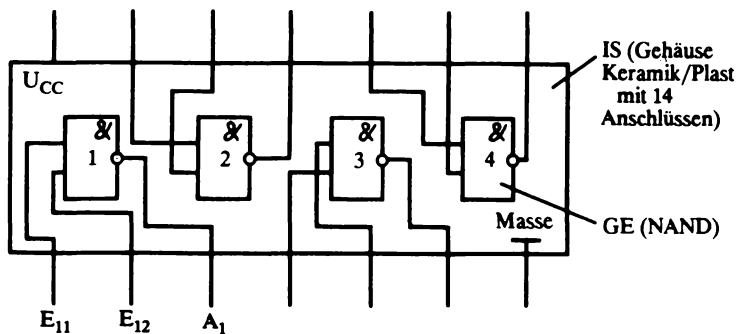 U_CC
IS (Gehäuse
Keramik/Plast
mit 14
Anschlüssen)
& & & &
1 2 3 4
Masse
GE (NAND)
E_11 E_12 A_1